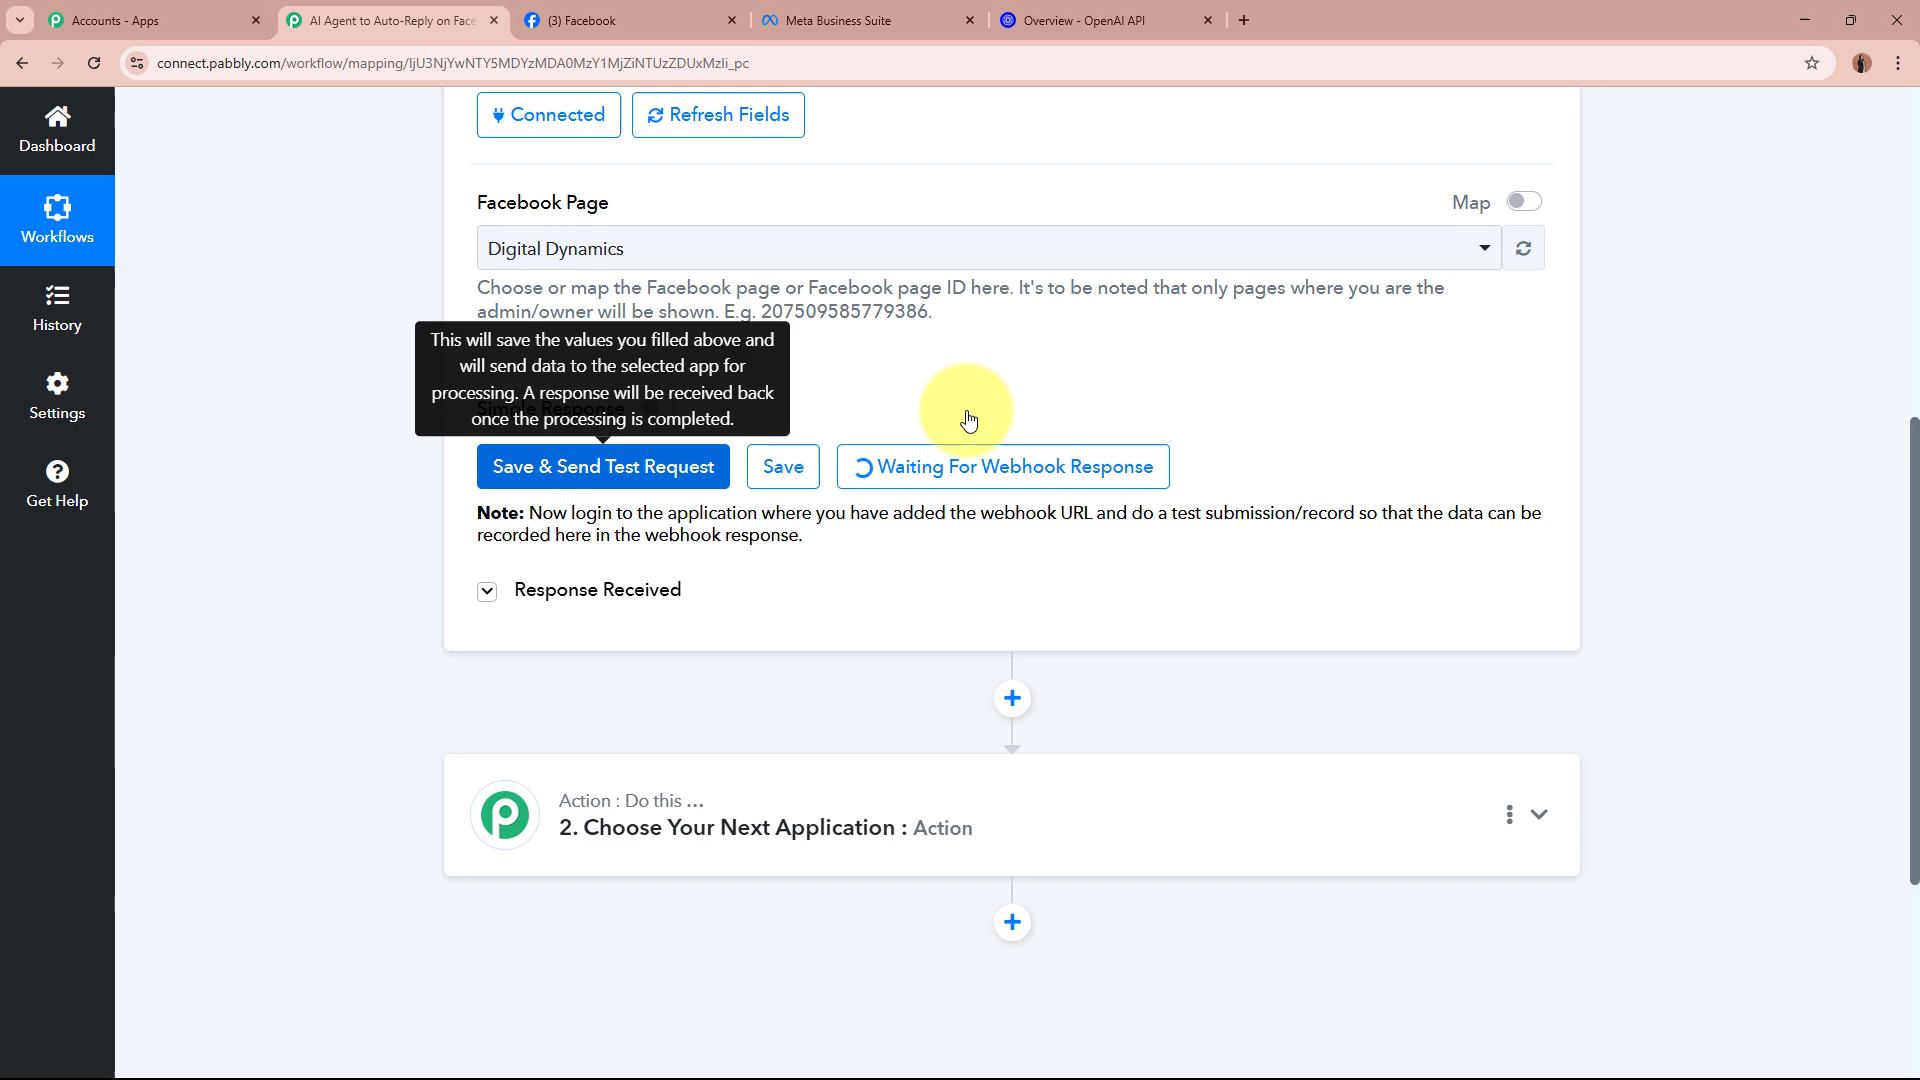 Accounts - Apps
AI Agent to Auto-Reply on Face
(3) Facebook
Meta Business Suite
Overview - OpenAI API
connect.pabbly.com/workflow/mapping/IjU3NjYwNTY5MDYzMDA0MzY1MjZiNTUzZDUxMzIi_pc
Dashboard
Workflows
History
Settings
Get Help
Connected
Refresh Fields
Facebook Page
Map
Digital Dynamics
Choose or map the Facebook page or Facebook page ID here. It's to be noted that only pages where you are the
admin/owner will be shown. E.g. 207509585779386.
This will save the values you filled above and
will send data to the selected app for
processing. A response will be received back
once the processing is completed.
Simple Response
Save & Send Test Request
Save
Waiting For Webhook Response
Note: Now login to the application where you have added the webhook URL and do a test submission/record so that the data can be
recorded here in the webhook response.
Response Received
Action : Do this ...
2. Choose Your Next Application : Action